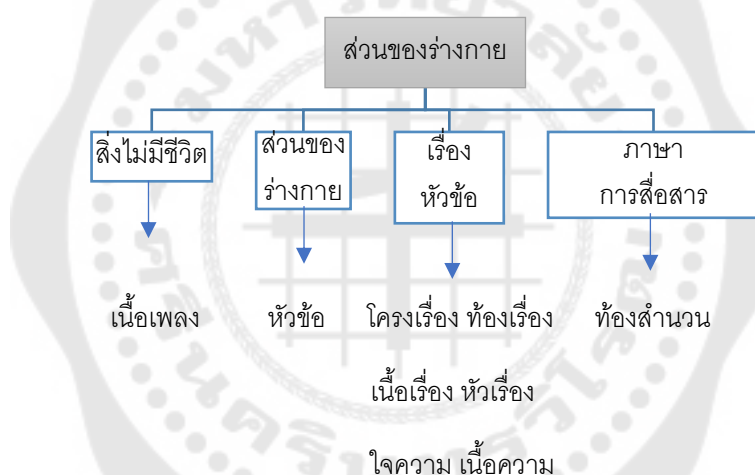 ส่วนของร่างกาย
สิ่งไม่มีชีวิต
ส่วนของ
ร่างกาย
เรื่อง
หัวข้อ
ภาษา
การสื่อสาร
เนื้อเพลง
หัวข้อ
โครงเรื่อง ท้องเรื่อง
เนื้อเรื่อง หัวเรื่อง
ใจความ เนื้อความ
ท้องสำนวน